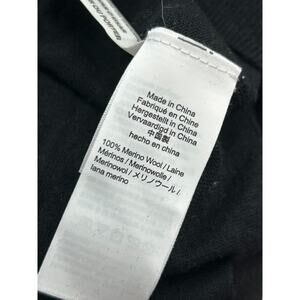 Made in China
Fabriqué en Chine
Hergestellt in China
Vervaardigd in China
中国製
hecho en china
100% Merino Wool / Laine
Mérinos / Merinowolle /
Merinowol / メリノウール /
lana merino